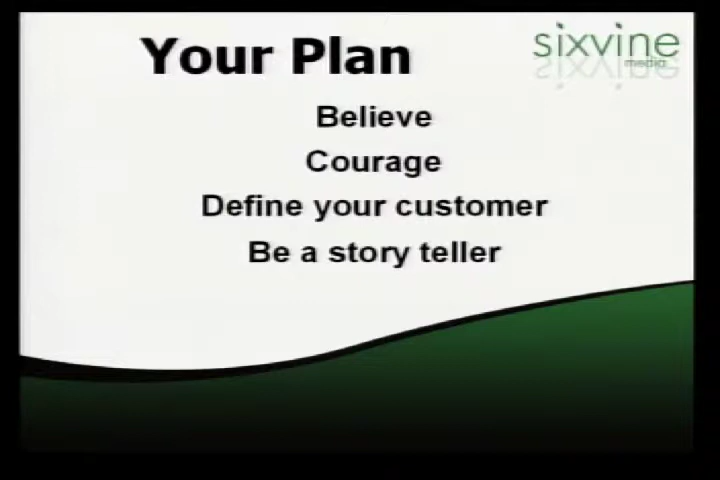 Your Plan
sixvine
media
Believe
Courage
Define your customer
Be a story teller